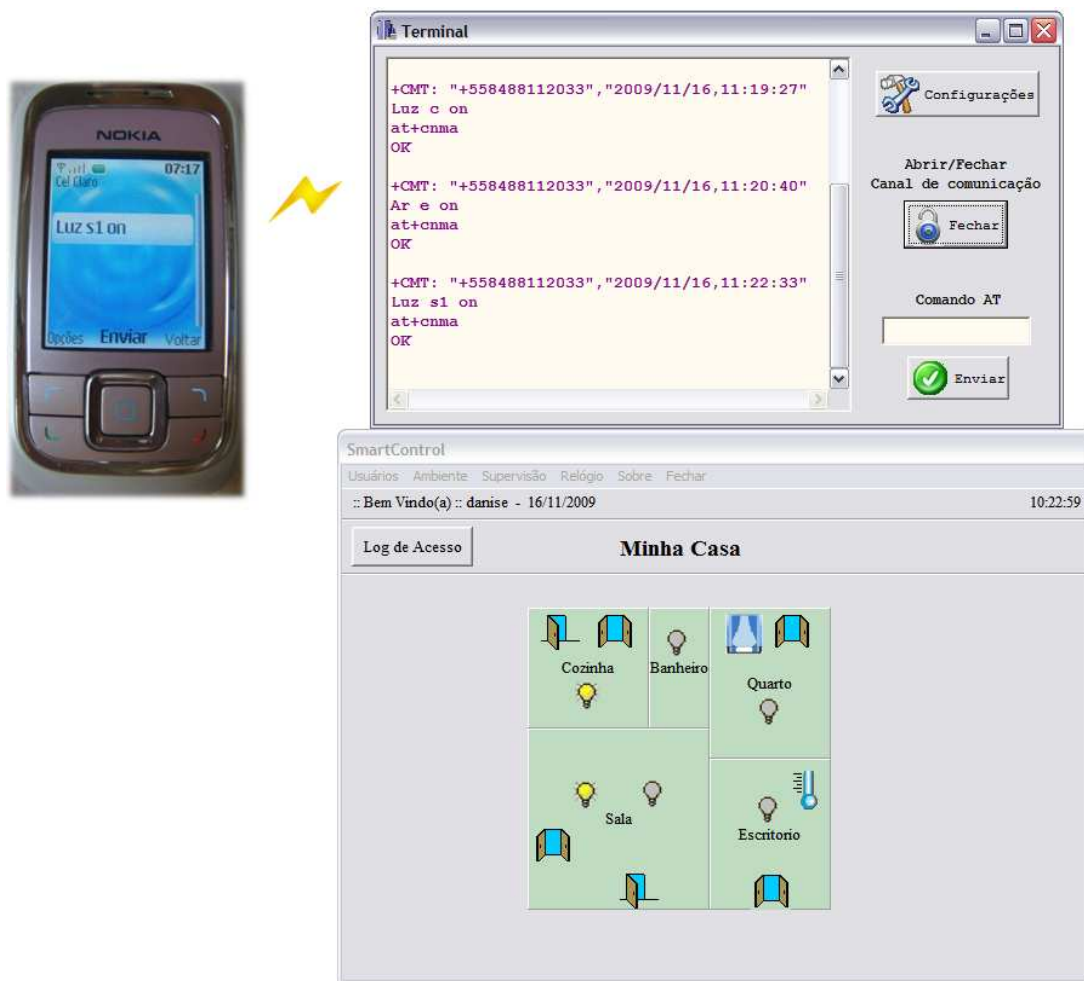 NOKIA
07:17
Cel Claro
Luz s1 on
Opções Enviar Voltar
Terminal
+CMT: "+558488112033","2009/11/16,11:19:27"
Luz c on
at+cnma
OK
+CMT: "+558488112033","2009/11/16,11:20:40"
Ar e on
at+cnma
OK
+CMT: "+558488112033","2009/11/16,11:22:33"
Luz s1 on
at+cnma
OK
Configurações
Abrir/Fechar
Canal de comunicação
Fechar
Comando AT
Enviar
SmartControl
Usuários Ambiente Supervisão Relógio Sobre Fechar
:: Bem Vindo(a) :: danise - 16/11/2009 10:22:59
Log de Acesso Minha Casa
Cozinha
Banheiro
Quarto
Sala
Escritorio